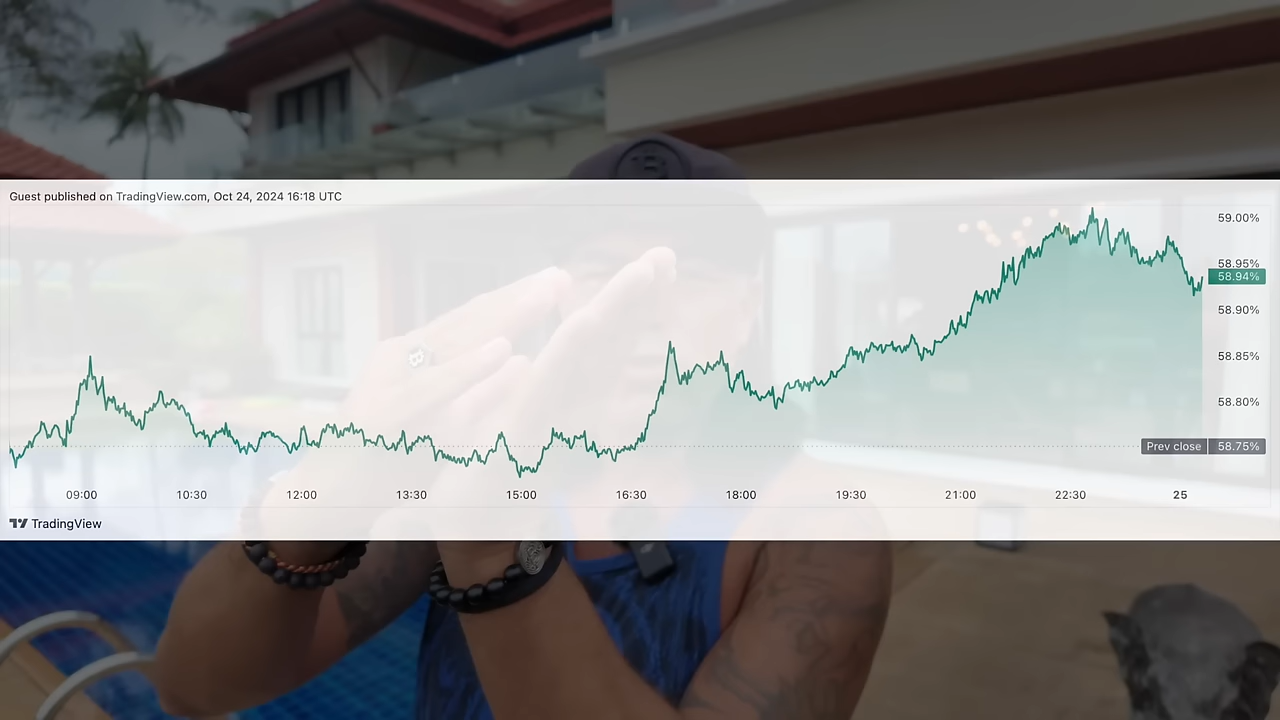 Guest published on TradingView.com, Oct 24, 2024 16:18 UTC
59.00%
58.95%
58.94%
58.90%
58.85%
58.80%
Prev close 58.75%
09:00 10:30 12:00 13:30 15:00 16:30 18:00 19:30 21:00 22:30 25
TradingView